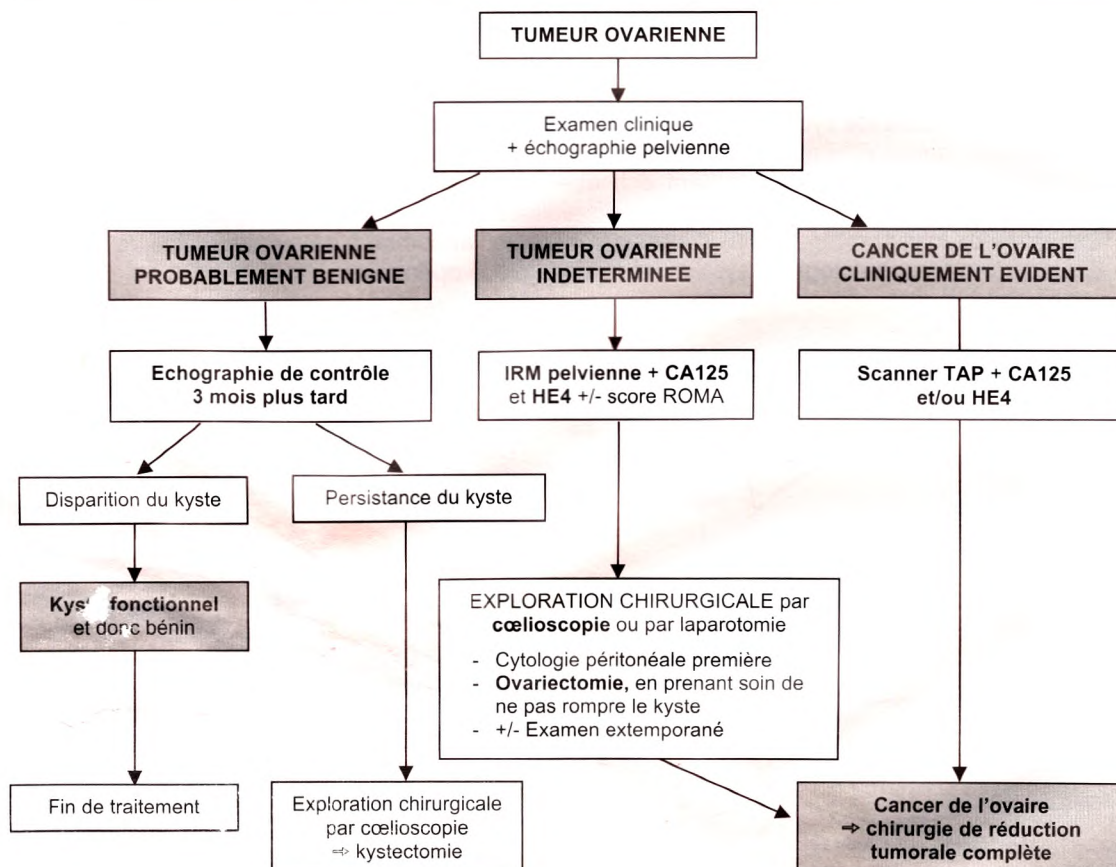 TUMEUR OVARIENNE
Examen clinique
+ échographie pelvienne
TUMEUR OVARIENNE
PROBABLEMENT BENIGNE
TUMEUR OVARIENNE
INDETERMINEE
CANCER DE L'OVAIRE
CLINIQUEMENT EVIDENT
Echographie de contrôle
3 mois plus tard
IRM pelvienne + CA125
et HE4 +/- score ROMA
Scanner TAP + CA125
et/ou HE4
Disparition du kyste
Persistance du kyste
fonctionnel
et donc bénin
EXPLORATION CHIRURGICALE par
cœlioscopie ou par laparotomie
- Cytologie péritonéale première
- Ovariectomie, en prenant soin de
ne pas rompre le kyste
- +/- Examen extemporané
Fin de traitement
Exploration chirurgicale
par cœlioscopie
⇒ kystectomie
Cancer de l'ovaire
⇒ chirurgie de réduction
tumorale complète